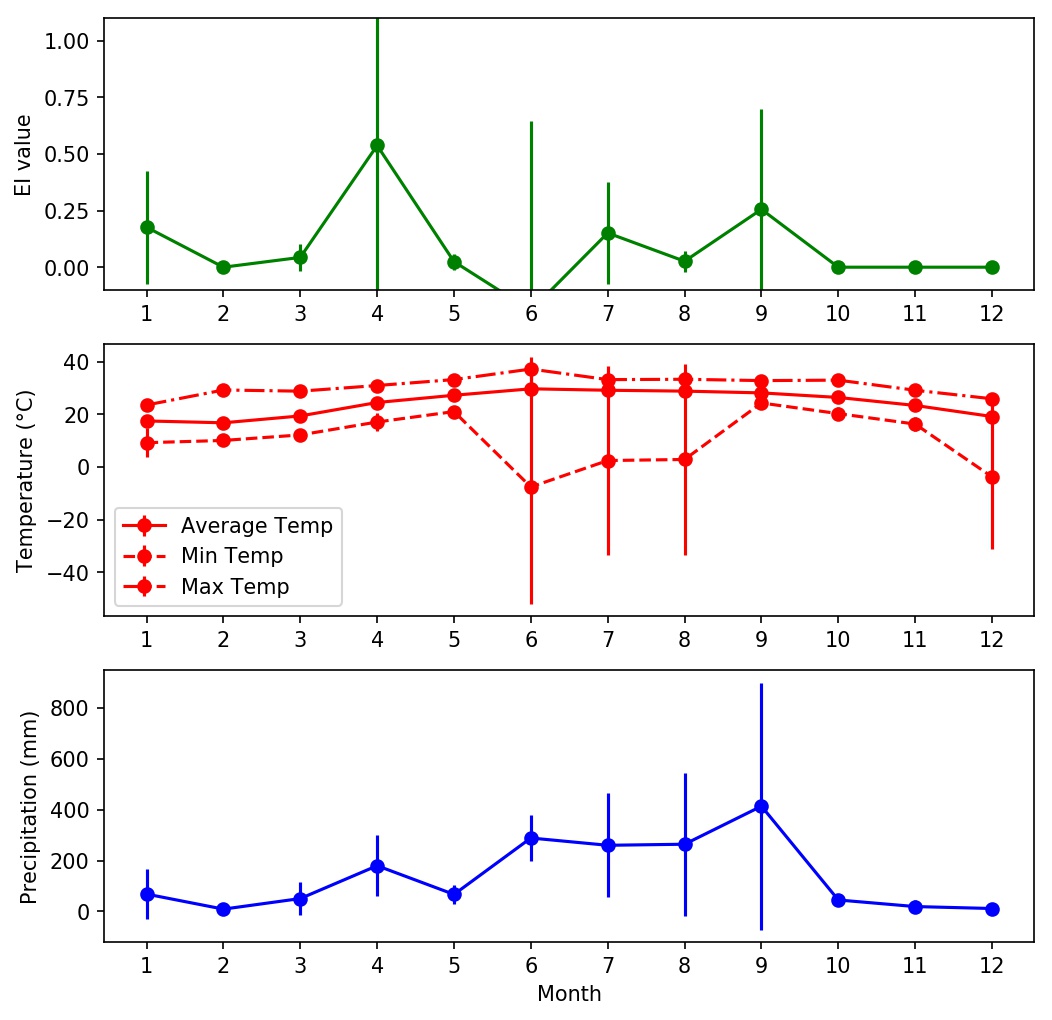 EI value
1.00
0.75
0.50
0.25
0.00
1 2 3 4 5 6 7 8 9 10 11 12
Temperature (°C)
40
20
0
−20
−40
Average Temp
Min Temp
Max Temp
1 2 3 4 5 6 7 8 9 10 11 12
Precipitation (mm)
800
600
400
200
0
1 2 3 4 5 6 7 8 9 10 11 12
Month